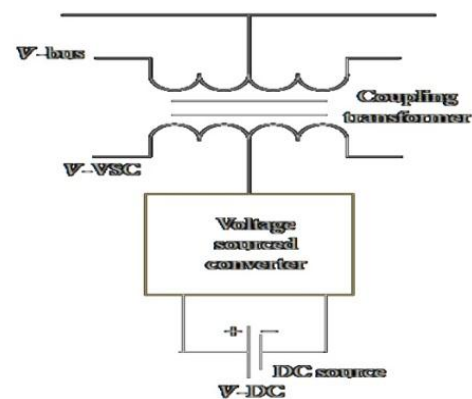 V-bus
Coupling
transformer
V-VSC
Voltage
sourced
converter
+ −
DC source
V-DC